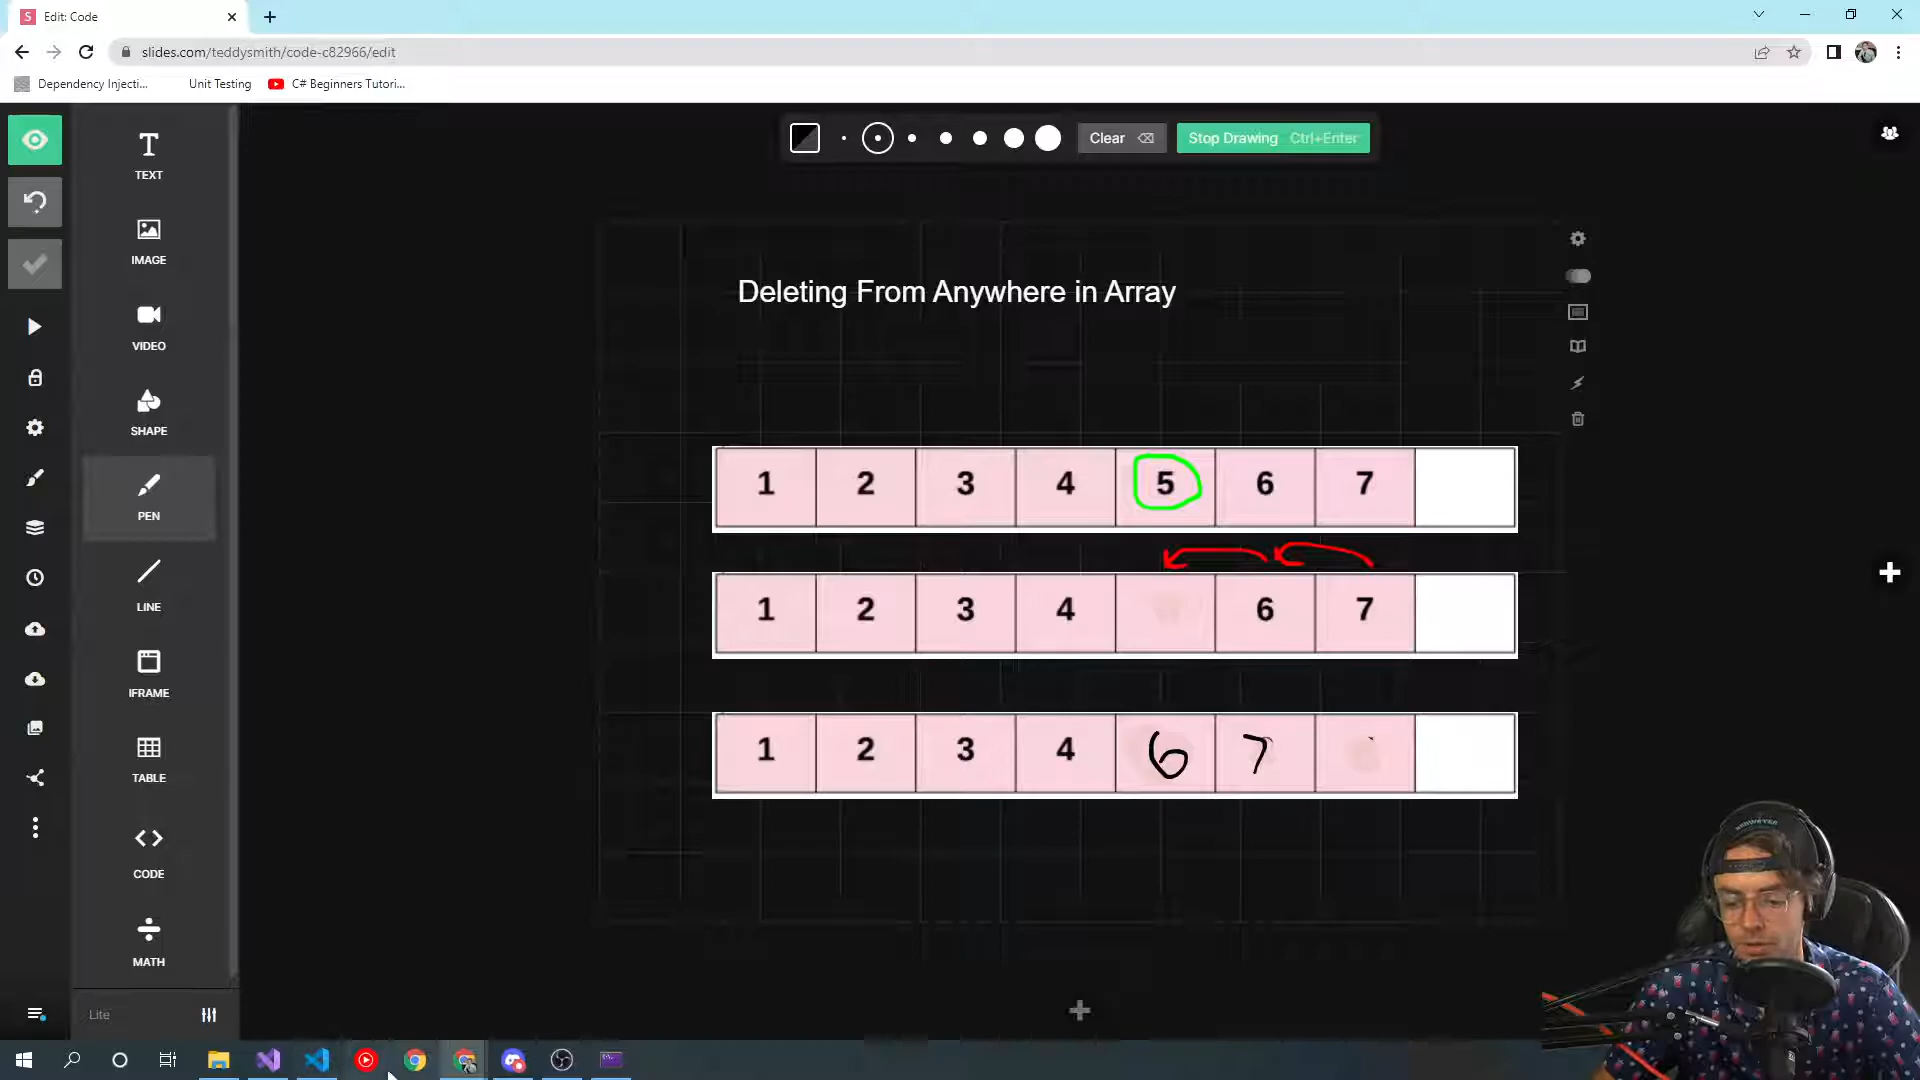 Edit: Code
slides.com/teddysmith/code-c82966/edit
Dependency Injecti...
Unit Testing
C# Beginners Tutori...
Clear
Stop Drawing Ctrl+Enter
TEXT
IMAGE
VIDEO
SHAPE
PEN
LINE
IFRAME
TABLE
CODE
MATH
Lite
Deleting From Anywhere in Array
1 2 3 4 5 6 7
1 2 3 4 6 7
1 2 3 4 6 7